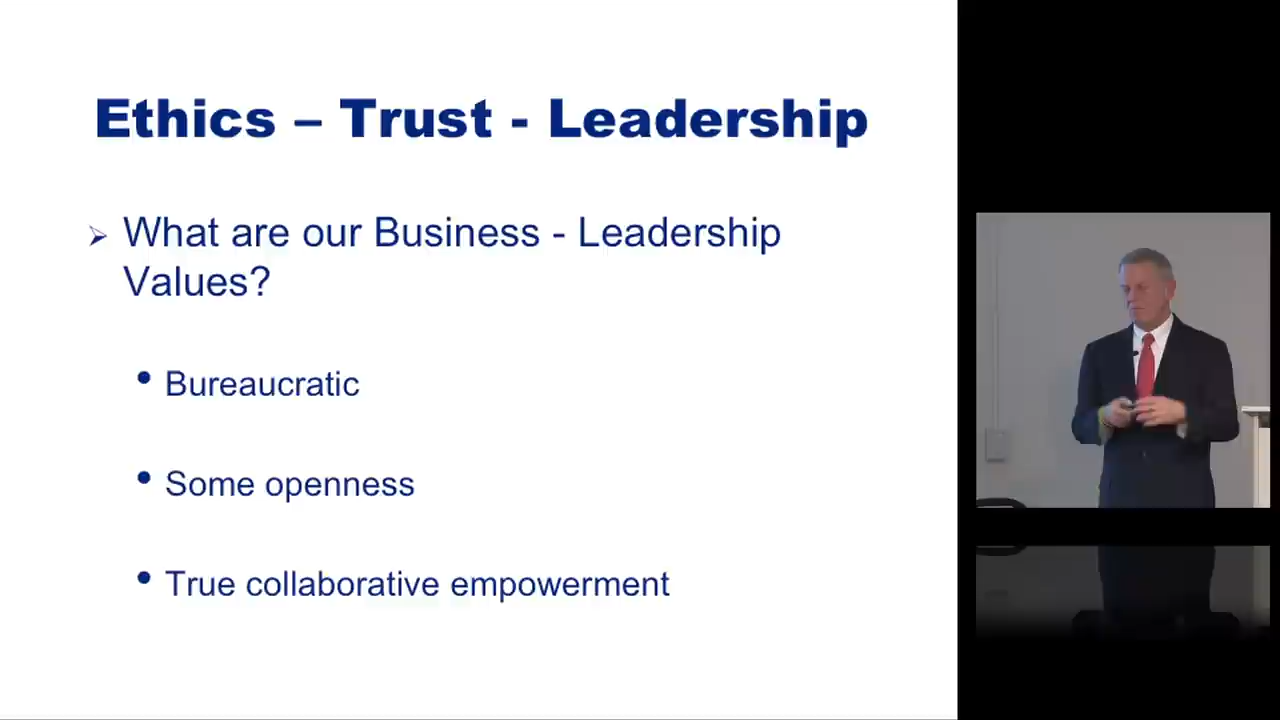 Ethics – Trust - Leadership
What are our Business - Leadership
Values?
Bureaucratic
Some openness
True collaborative empowerment